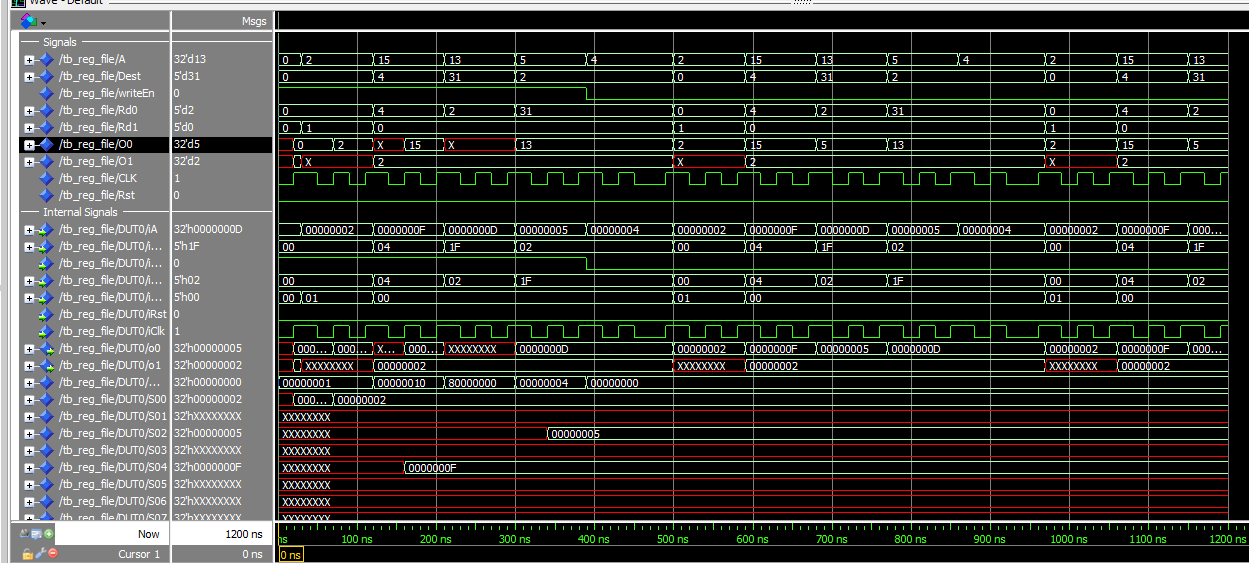 Wave - Default
Msgs
Signals
/tb_reg_file/A 32'd13 0 2 15 13 5 4 2 15 13 5 4 2 15 13
/tb_reg_file/Dest 5'd31 0 4 31 2 0 4 31 2 0 4 31
/tb_reg_file/writeEn 0
/tb_reg_file/Rd0 5'd2 0 4 2 31 0 4 2 31 0 4 2
/tb_reg_file/Rd1 5'd0 0 1 0 1 0 1 0
/tb_reg_file/O0 32'd5 0 2 X 15 X 13 2 15 5 13 2 15 5
/tb_reg_file/O1 32'd2 X 2 X 2 X 2
/tb_reg_file/CLK 1
/tb_reg_file/Rst 0
Internal Signals
/tb_reg_file/DUT0/iA 32'h0000000D 00000002 0000000F 0000000D 00000005 00000004 00000002 0000000F 0000000D 00000005 00000004 00000002 0000000F 000...
/tb_reg_file/DUT0/i... 5'h1F 00 04 1F 02 00 04 1F 02 00 04 1F
/tb_reg_file/DUT0/i... 0
/tb_reg_file/DUT0/i... 5'h02 00 04 02 1F 00 04 02 1F 00 04 02
/tb_reg_file/DUT0/i... 5'h00 00 01 00 01 00 01 00
/tb_reg_file/DUT0/iRst 0
/tb_reg_file/DUT0/iClk 1
/tb_reg_file/DUT0/o0 32'h00000005 000... 000... X... 000... XXXXXXXX 0000000D 00000002 0000000F 00000005 0000000D 00000002 0000000F 000...
/tb_reg_file/DUT0/o1 32'h00000002 XXXXXXXX 00000002 XXXXXXXX 00000002 XXXXXXXX 00000002
/tb_reg_file/DUT0/... 32'h00000000 00000001 00000010 80000000 00000004 00000000
/tb_reg_file/DUT0/S00 32'h00000002 000... 00000002
/tb_reg_file/DUT0/S01 32'hXXXXXXXX XXXXXXXX
/tb_reg_file/DUT0/S02 32'h00000005 XXXXXXXX 00000005
/tb_reg_file/DUT0/S03 32'hXXXXXXXX XXXXXXXX
/tb_reg_file/DUT0/S04 32'h0000000F XXXXXXXX 0000000F
/tb_reg_file/DUT0/S05 32'hXXXXXXXX XXXXXXXX
/tb_reg_file/DUT0/S06 32'hXXXXXXXX XXXXXXXX
/tb_reg_file/DUT0/S07 32'hXXXXXXXX XXXXXXXX
Now 1200 ns ns 100 ns 200 ns 300 ns 400 ns 500 ns 600 ns 700 ns 800 ns 900 ns 1000 ns 1100 ns 1200 ns
Cursor 1 0 ns 0 ns